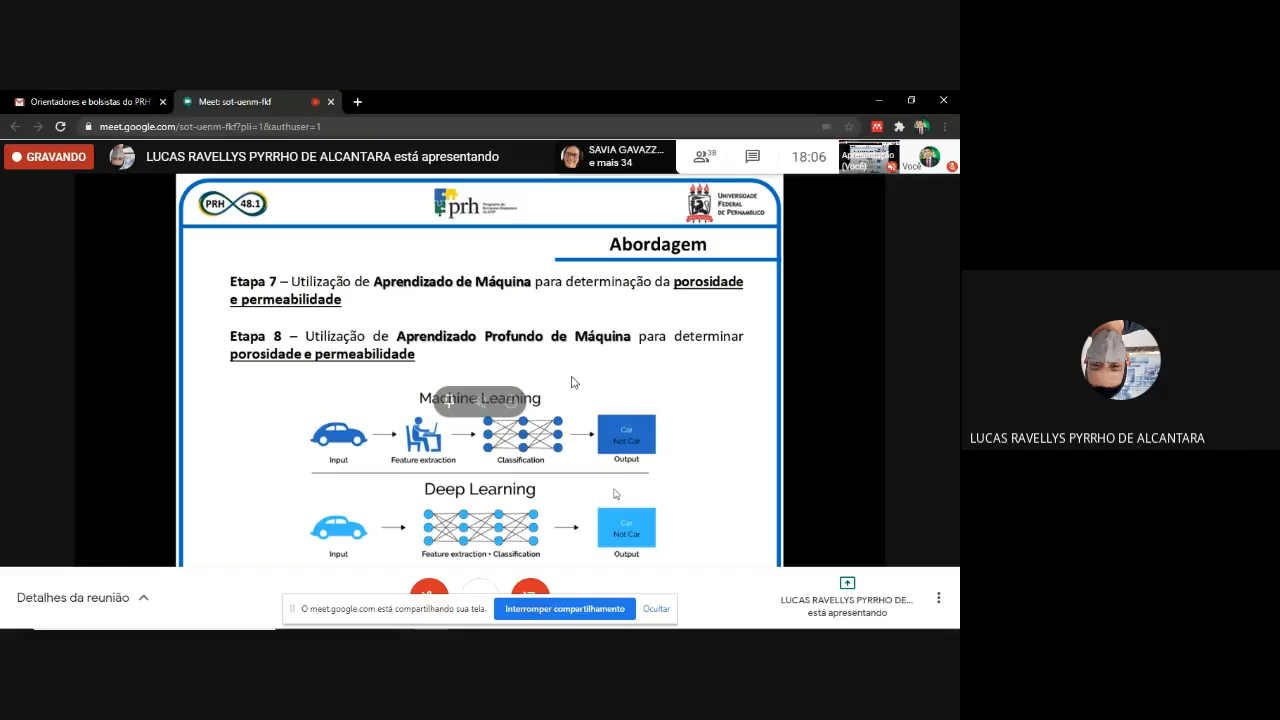 Orientadores e bolsistas do PRH
Meet: sot-uenm-fkf
meet.google.com/sot-uenm-fkf?pli=1&authuser=1
GRAVANDO
LUCAS RAVELLYS PYRRHO DE ALCANTARA está apresentando
SAVIA GAVAZZ...
e mais 34
38
18:06
Apresentação
(Você)
Você
PRH 48.1
prh
UNIVERSIDADE
FEDERAL
DE PERNAMBUCO
Abordagem
Etapa 7 – Utilização de Aprendizado de Máquina para determinação da porosidade
e permeabilidade
Etapa 8 – Utilização de Aprendizado Profundo de Máquina para determinar
porosidade e permeabilidade
Machine Learning
Car
Not Car
Input
Feature extraction
Classification
Output
Deep Learning
Car
Not Car
Input
Feature extraction + Classification
Output
LUCAS RAVELLYS PYRRHO DE ALCANTARA
Detalhes da reunião
O meet.google.com está compartilhando sua tela.
Interromper compartilhamento
Ocultar
LUCAS RAVELLYS PYRRHO DE...
está apresentando